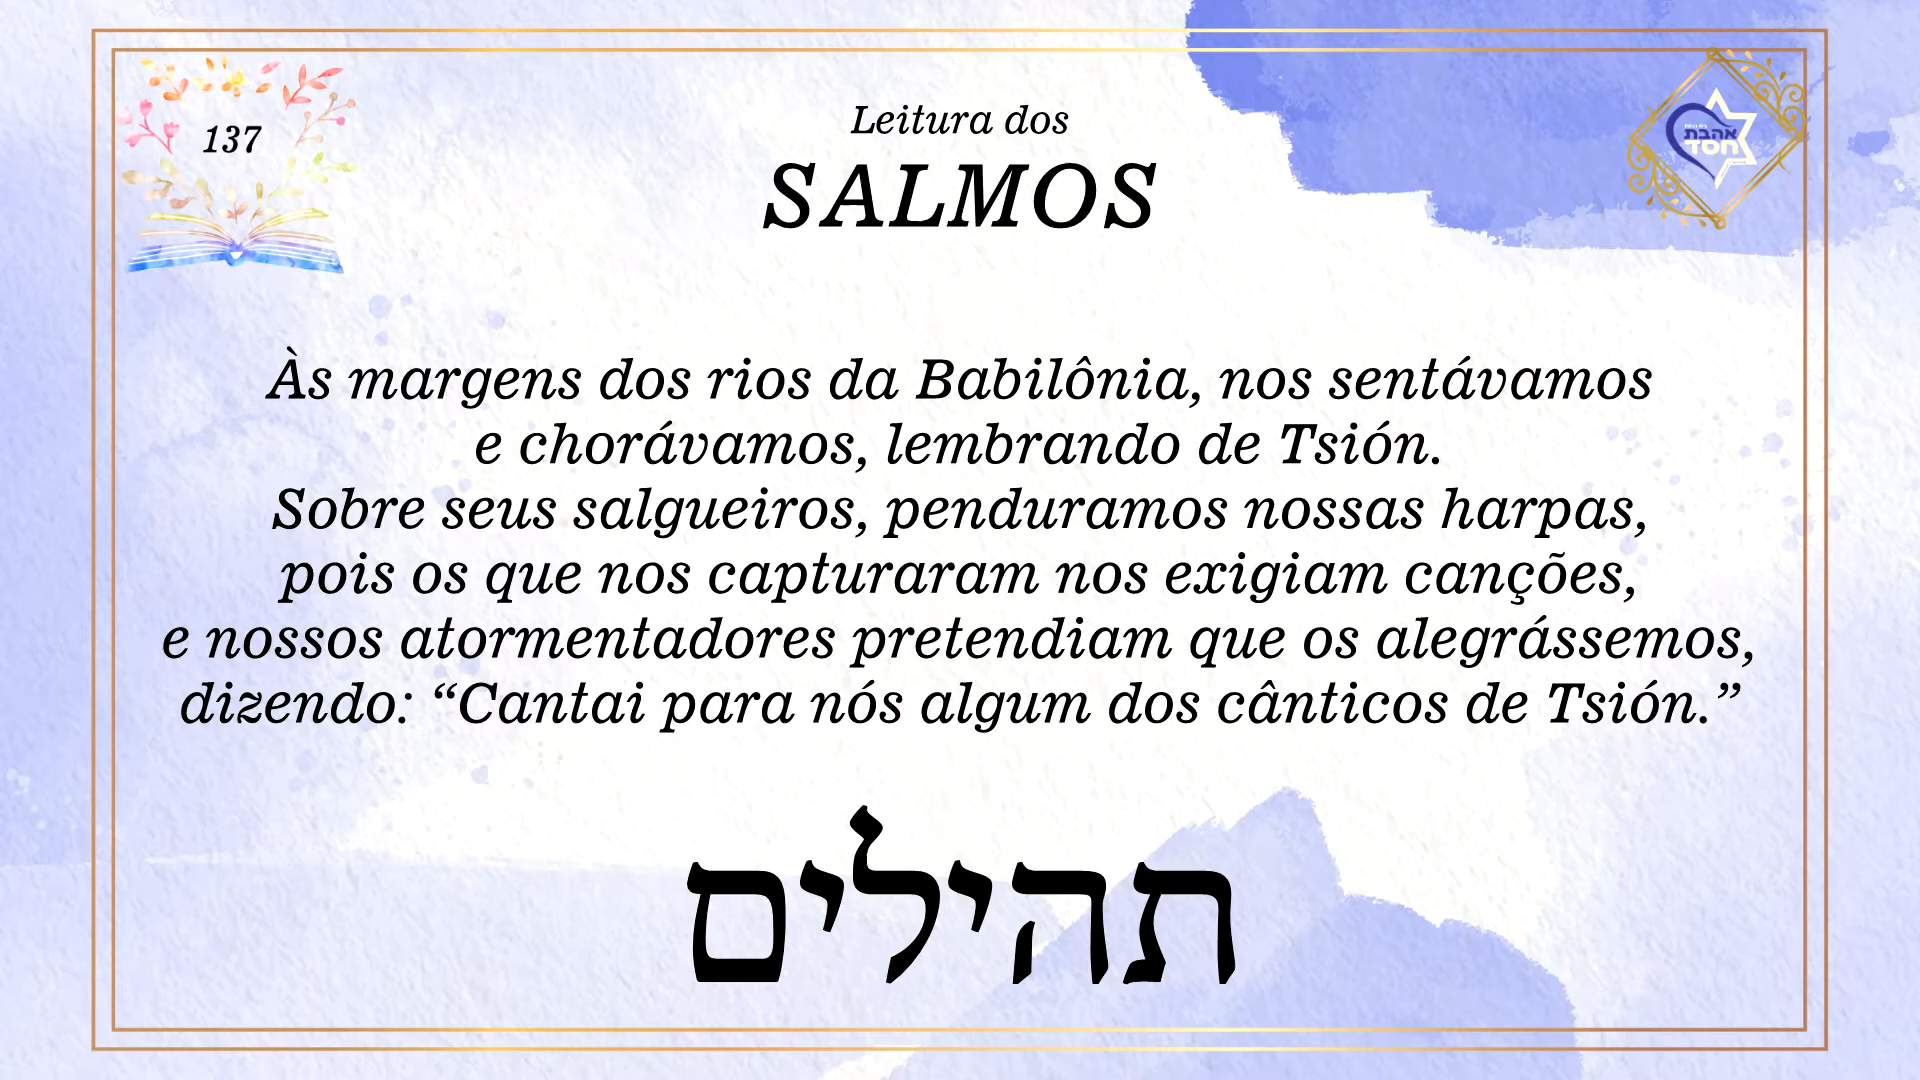 137
Leitura dos
SALMOS
אהבת
חסד
Às margens dos rios da Babilônia, nos sentávamos
e chorávamos, lembrando de Tsión.
Sobre seus salgueiros, penduramos nossas harpas,
pois os que nos capturaram nos exigiam canções,
e nossos atormentadores pretendiam que os alegrássemos,
dizendo: “Cantai para nós algum dos cânticos de Tsión.”
תהילים